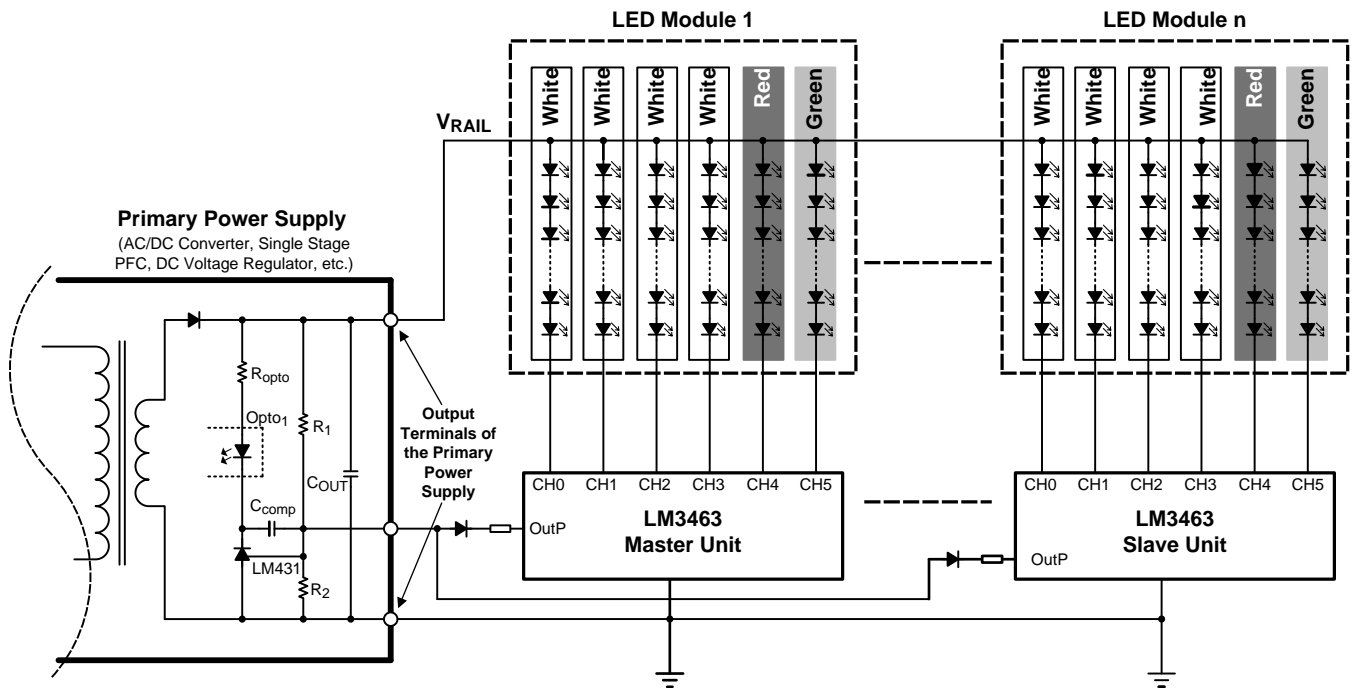 LED Module 1
LED Module n
White
White
White
White
Red
Green
White
White
White
White
Red
Green
VRAIL
Primary Power Supply
(AC/DC Converter, Single Stage
PFC, DC Voltage Regulator, etc.)
Ropto
Opto1
R1
Ccomp
COUT
LM431
R2
Output
Terminals of
the Primary
Power
Supply
CH0 CH1 CH2 CH3 CH4 CH5
OutP
LM3463
Master Unit
CH0 CH1 CH2 CH3 CH4 CH5
LM3463
Slave Unit
OutP